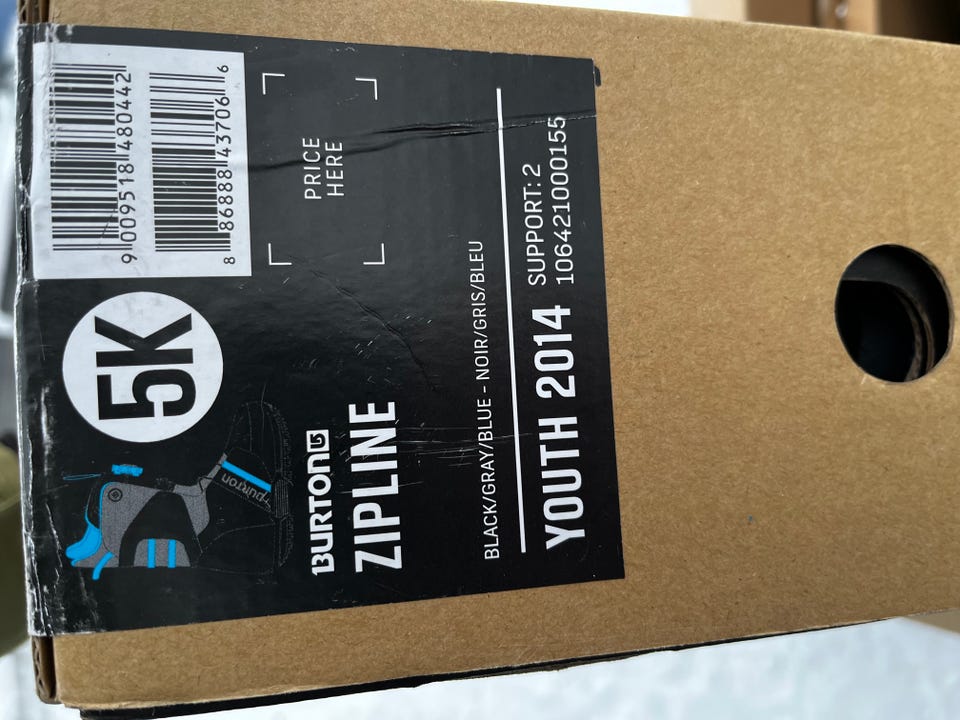 5K
9 009518 480442
8 86888 43706 6
PRICE
HERE
burton
BURTON
ZIPLINE
BLACK/GRAY/BLUE - NOIR/GRIS/BLEU
YOUTH 2014
SUPPORT: 2
106421000155